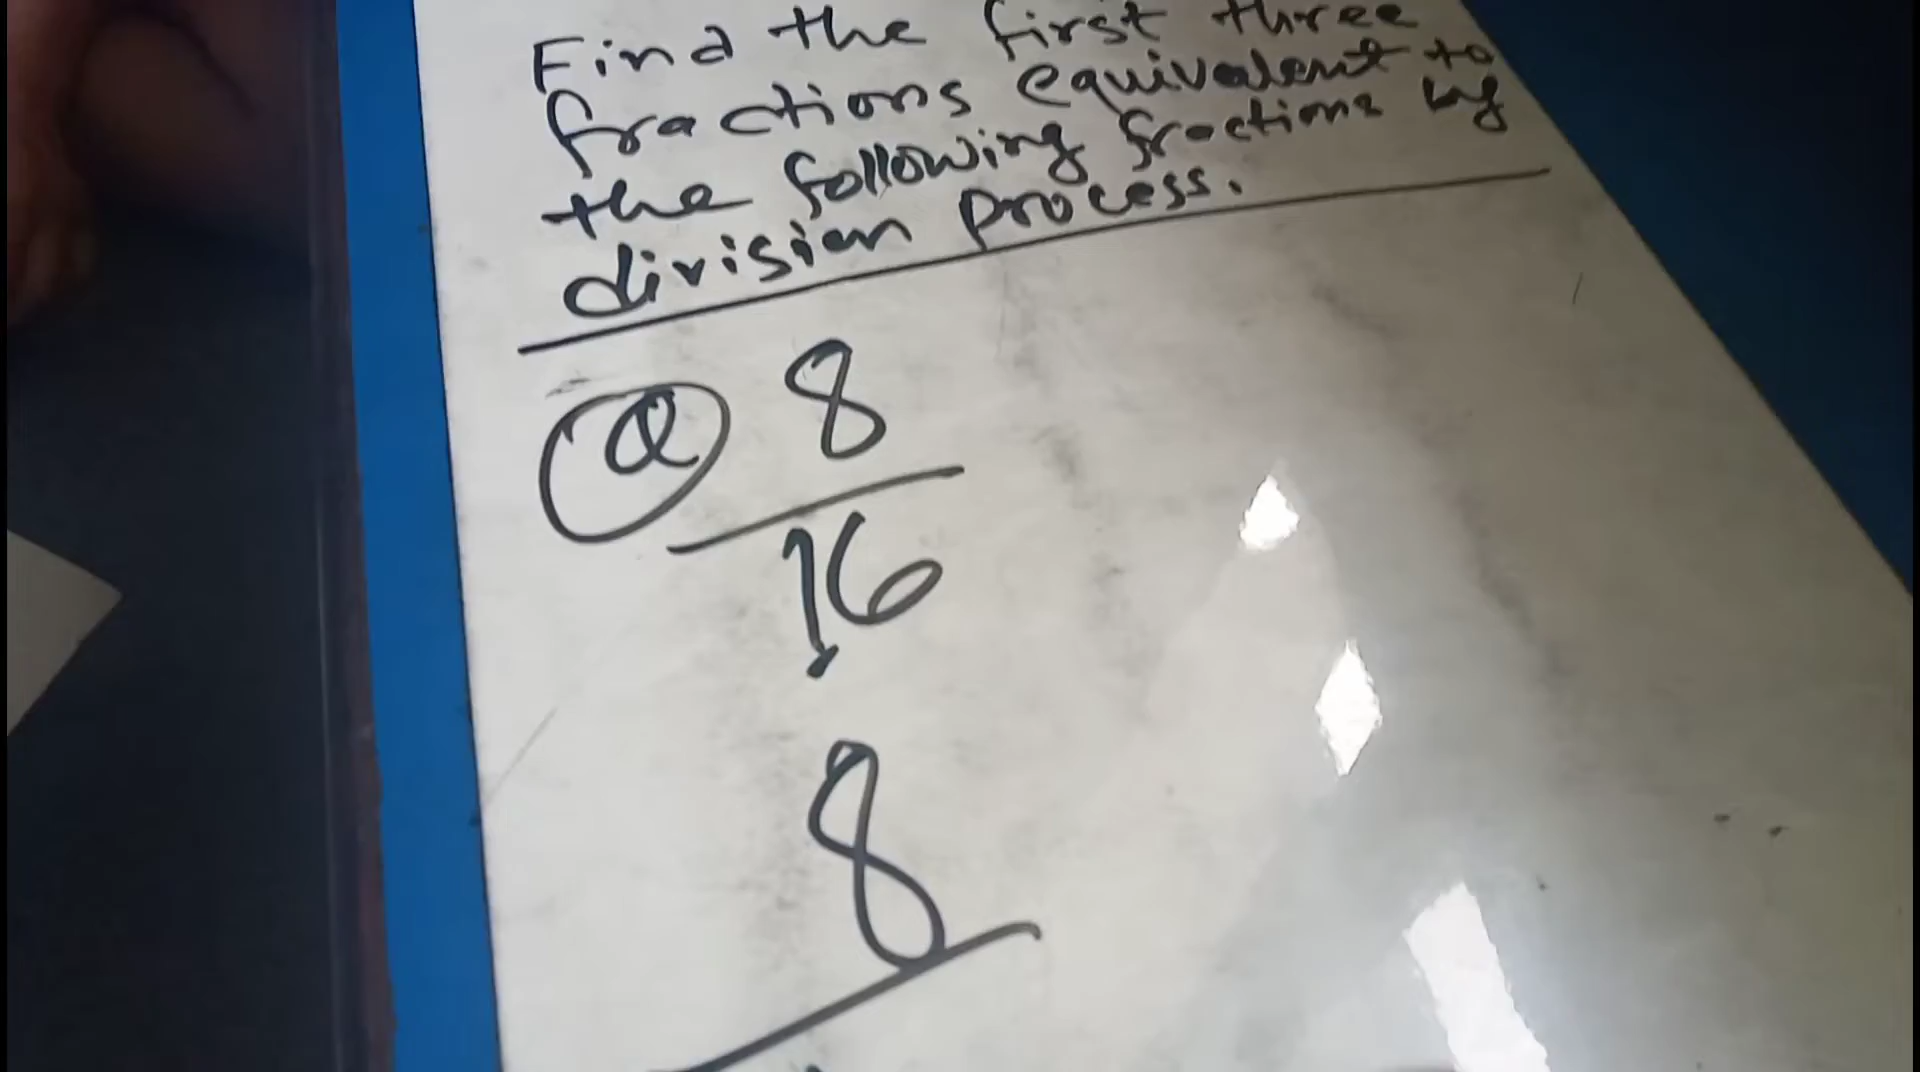 Find the first three
fractions equivalent to
the following fractions by
division process.
a 8
16
8